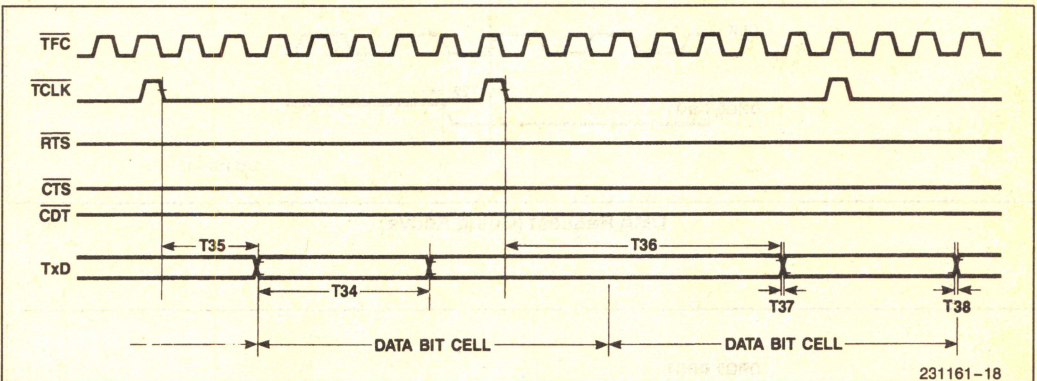 TFC
TCLK
RTS
CTS
CDT
T35
T36
TxD
T34
T37
T38
DATA BIT CELL
DATA BIT CELL
231161–18